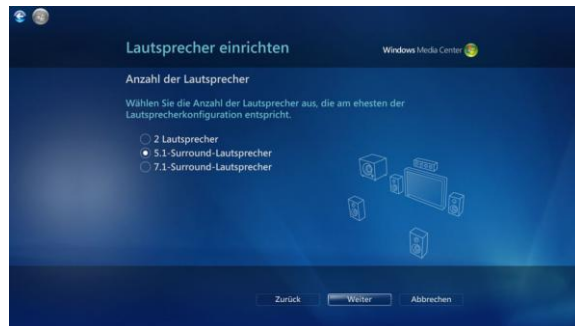 Lautsprecher einrichten
Windows Media Center
Anzahl der Lautsprecher
Wählen Sie die Anzahl der Lautsprecher aus, die am ehesten der
Lautsprecherkonfiguration entspricht.
2 Lautsprecher
5.1-Surround-Lautsprecher
7.1-Surround-Lautsprecher
Zurück
Weiter
Abbrechen